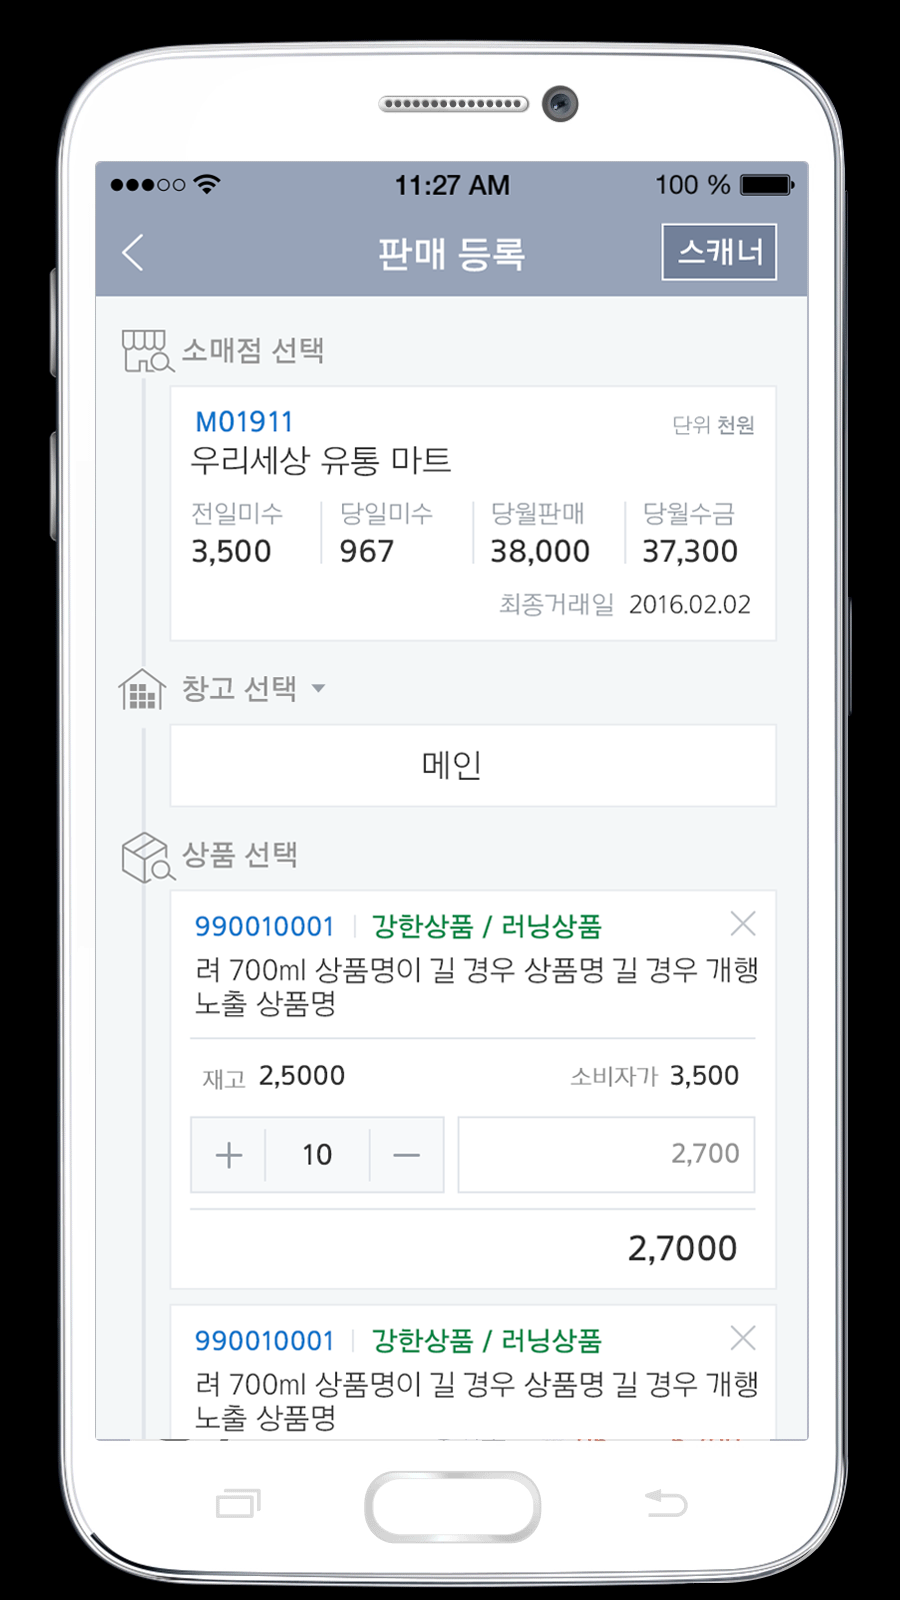 11:27 AM
100 %
판매 등록
스캐너
소매점 선택
M01911
단위 천원
우리세상 유통 마트
전일미수 당일미수 당월판매 당월수금
3,500 967 38,000 37,300
최종거래일 2016.02.02
창고 선택
메인
상품 선택
990010001 강한상품 / 러닝상품
려 700ml 상품명이 길 경우 상품명 길 경우 개행
노출 상품명
재고 2,5000 소비자가 3,500
10 2,700
2,7000
990010001 강한상품 / 러닝상품
려 700ml 상품명이 길 경우 상품명 길 경우 개행
노출 상품명